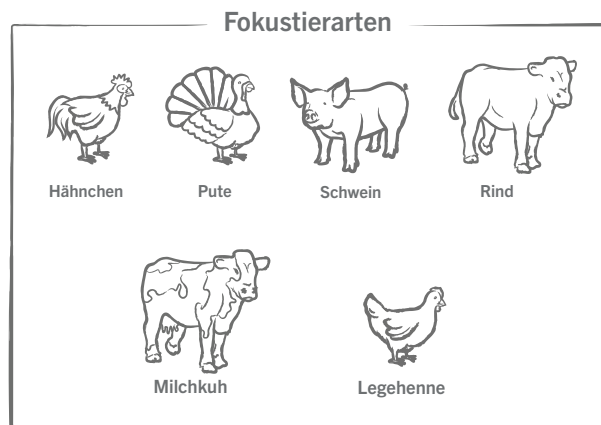 Fokustierarten
Hähnchen
Pute
Schwein
Rind
Milchkuh
Legehenne